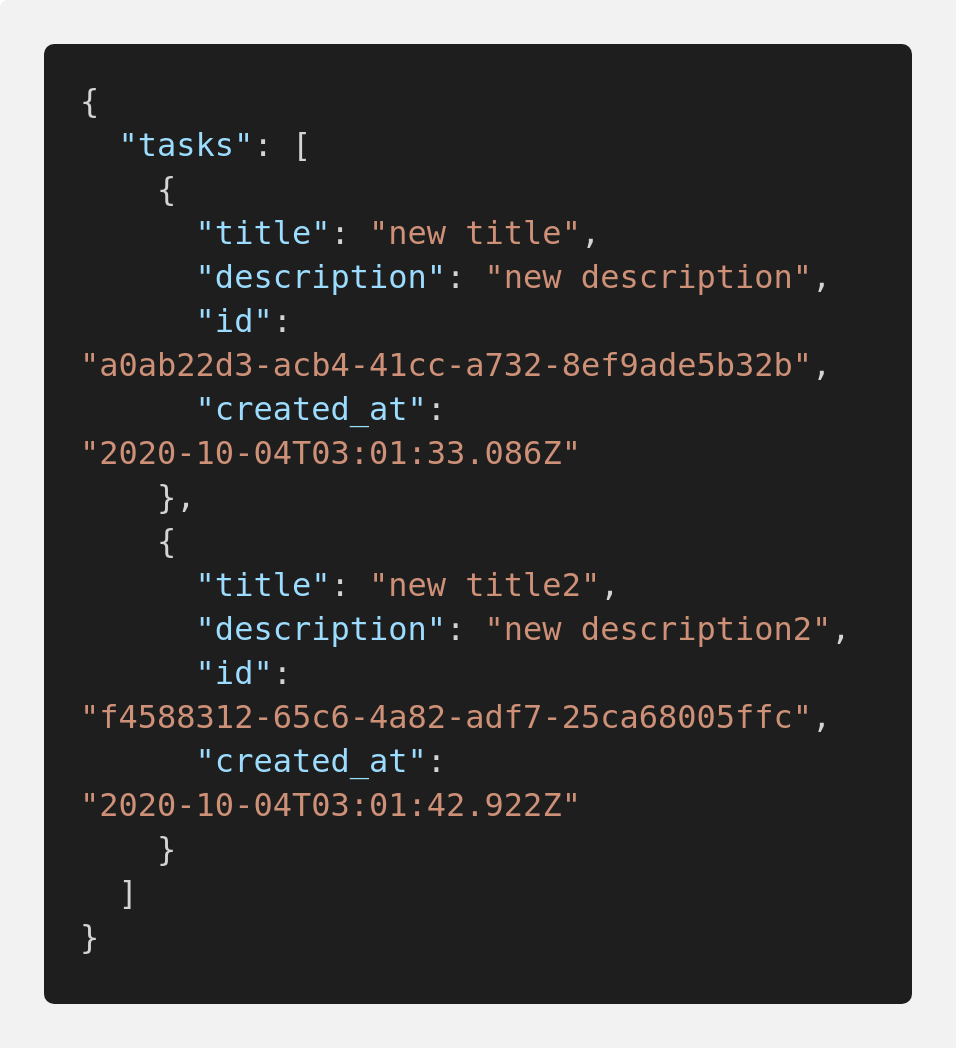 {
  "tasks": [
    {
      "title": "new title",
      "description": "new description",
      "id":
"a0ab22d3-acb4-41cc-a732-8ef9ade5b32b",
      "created_at":
"2020-10-04T03:01:33.086Z"
    },
    {
      "title": "new title2",
      "description": "new description2",
      "id":
"f4588312-65c6-4a82-adf7-25ca68005ffc",
      "created_at":
"2020-10-04T03:01:42.922Z"
    }
  ]
}